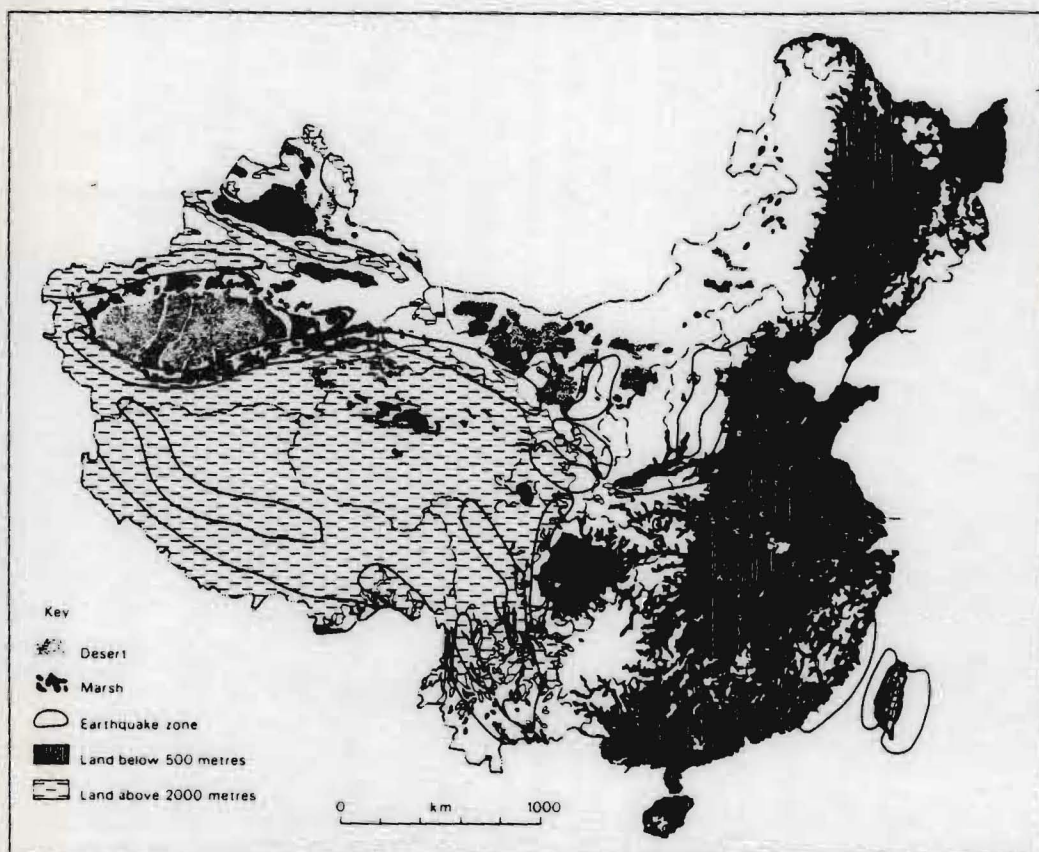 Key
Desert
Marsh
Earthquake zone
Land below 500 metres
Land above 2000 metres
0 km 1000